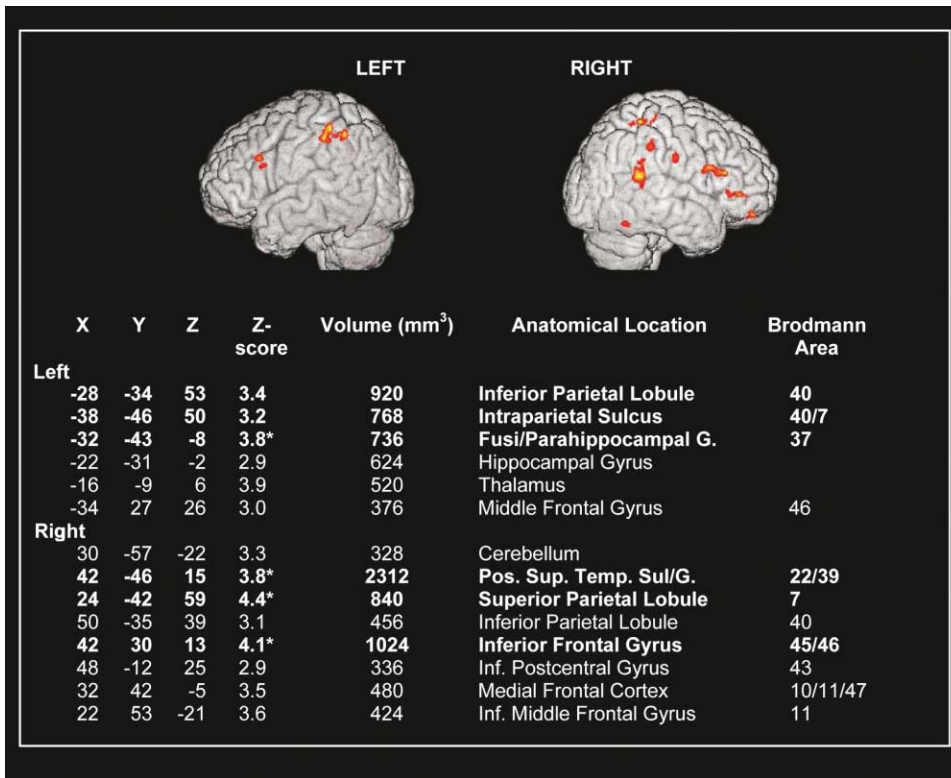 LEFT RIGHT
X Y Z Z-score Volume (mm³) Anatomical Location Brodmann Area
Left
-28 -34 53 3.4 920 Inferior Parietal Lobule 40
-38 -46 50 3.2 768 Intraparietal Sulcus 40/7
-32 -43 -8 3.8* 736 Fusi/Parahippocampal G. 37
-22 -31 -2 2.9 624 Hippocampal Gyrus
-16 -9 6 3.9 520 Thalamus
-34 27 26 3.0 376 Middle Frontal Gyrus 46
Right
30 -57 -22 3.3 328 Cerebellum
42 -46 15 3.8* 2312 Pos. Sup. Temp. Sul/G. 22/39
24 -42 59 4.4* 840 Superior Parietal Lobule 7
50 -35 39 3.1 456 Inferior Parietal Lobule 40
42 30 13 4.1* 1024 Inferior Frontal Gyrus 45/46
48 -12 25 2.9 336 Inf. Postcentral Gyrus 43
32 42 -5 3.5 480 Medial Frontal Cortex 10/11/47
22 53 -21 3.6 424 Inf. Middle Frontal Gyrus 11